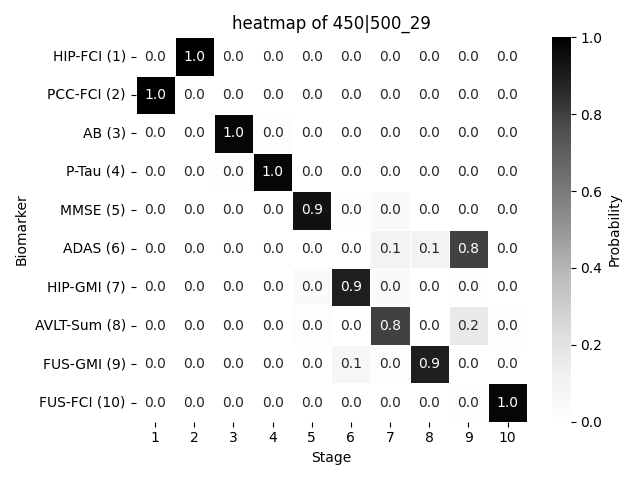 heatmap of 450|500_29
HIP-FCI (1) 0.0 1.0 0.0 0.0 0.0 0.0 0.0 0.0 0.0 0.0
PCC-FCI (2) 1.0 0.0 0.0 0.0 0.0 0.0 0.0 0.0 0.0 0.0
AB (3) 0.0 0.0 1.0 0.0 0.0 0.0 0.0 0.0 0.0 0.0
P-Tau (4) 0.0 0.0 0.0 1.0 0.0 0.0 0.0 0.0 0.0 0.0
MMSE (5) 0.0 0.0 0.0 0.0 0.9 0.0 0.0 0.0 0.0 0.0
ADAS (6) 0.0 0.0 0.0 0.0 0.0 0.0 0.1 0.1 0.8 0.0
HIP-GMI (7) 0.0 0.0 0.0 0.0 0.0 0.9 0.0 0.0 0.0 0.0
AVLT-Sum (8) 0.0 0.0 0.0 0.0 0.0 0.0 0.8 0.0 0.2 0.0
FUS-GMI (9) 0.0 0.0 0.0 0.0 0.0 0.1 0.0 0.9 0.0 0.0
FUS-FCI (10) 0.0 0.0 0.0 0.0 0.0 0.0 0.0 0.0 0.0 1.0
1 2 3 4 5 6 7 8 9 10
Stage
Biomarker
1.0
0.8
0.6
0.4
0.2
0.0
Probability